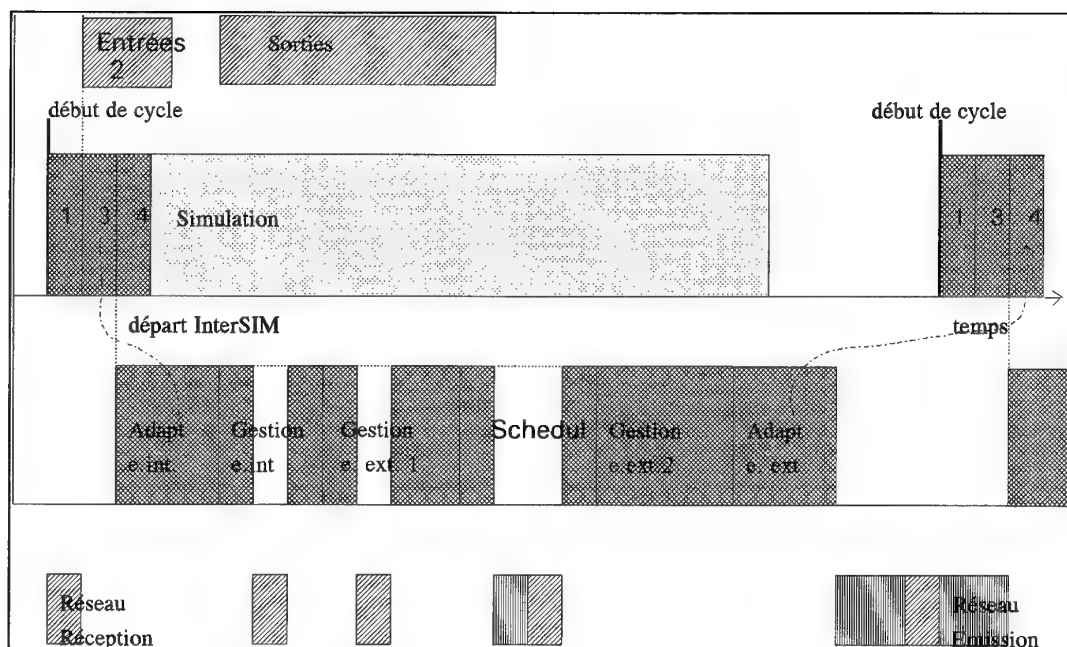 Entrées Sorties
2
début de cycle début de cycle
1 3 4 Simulation 1 3 4
départ InterSIM temps
Adapt Gestion Gestion Schedul Gestion Adapt
e.int. e.int e. ext. 1 e.ext 2 e. ext
Réseau Réseau
Réception Emission